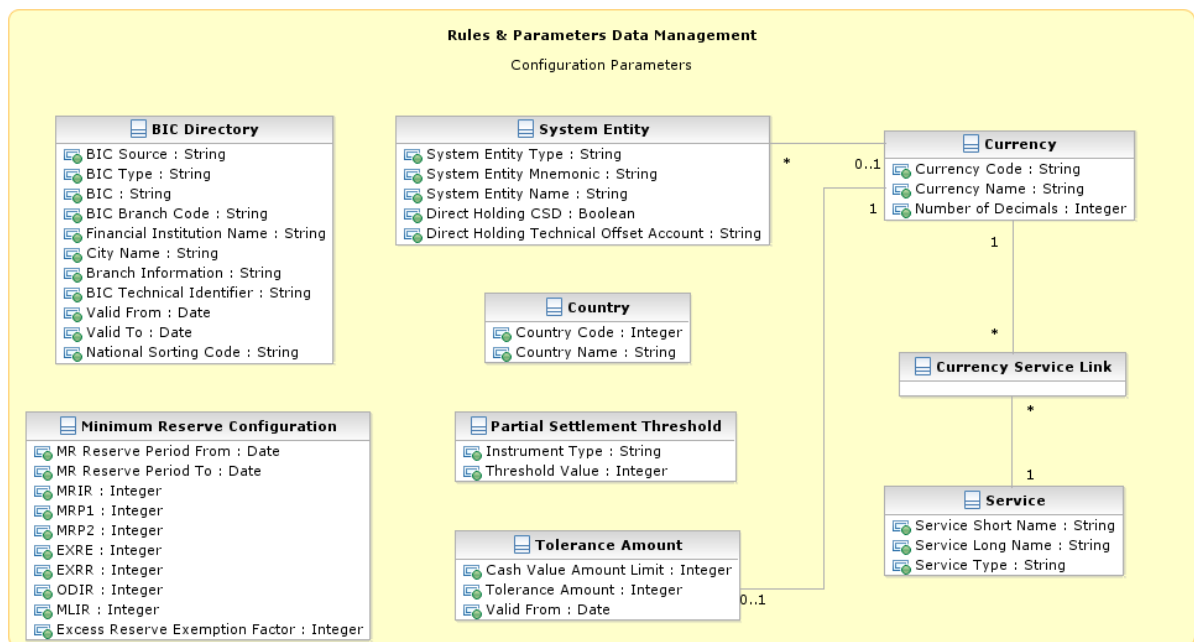 Rules & Parameters Data Management
Configuration Parameters
BIC Directory
BIC Source : String
BIC Type : String
BIC : String
BIC Branch Code : String
Financial Institution Name : String
City Name : String
Branch Information : String
BIC Technical Identifier : String
Valid From : Date
Valid To : Date
National Sorting Code : String
System Entity
System Entity Type : String
System Entity Mnemonic : String
System Entity Name : String
Direct Holding CSD : Boolean
Direct Holding Technical Offset Account : String
*
0..1
1
Currency
Currency Code : String
Currency Name : String
Number of Decimals : Integer
1
*
Country
Country Code : Integer
Country Name : String
Currency Service Link
*
1
Minimum Reserve Configuration
MR Reserve Period From : Date
MR Reserve Period To : Date
MRIR : Integer
MRP1 : Integer
MRP2 : Integer
EXRE : Integer
EXRR : Integer
ODIR : Integer
MLIR : Integer
Excess Reserve Exemption Factor : Integer
Partial Settlement Threshold
Instrument Type : String
Threshold Value : Integer
Service
Service Short Name : String
Service Long Name : String
Service Type : String
Tolerance Amount
Cash Value Amount Limit : Integer
Tolerance Amount : Integer
Valid From : Date
0..1